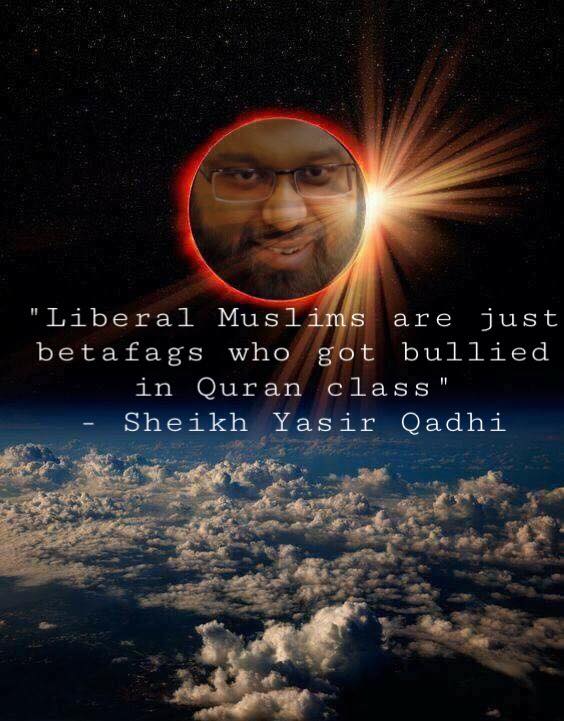 "Liberal Muslims are just
betafags who got bullied
in Quran class"
- Sheikh Yasir Qadhi